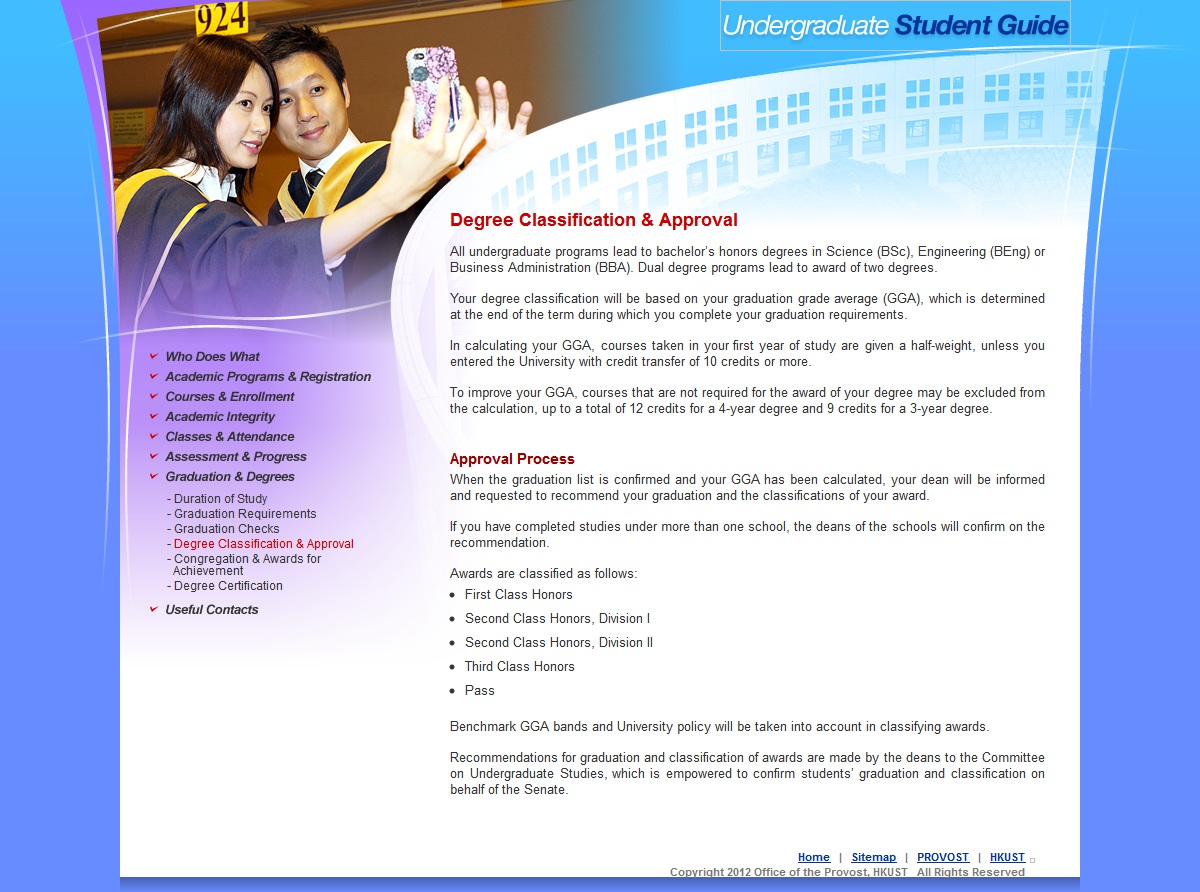 924
Undergraduate Student Guide
Degree Classification & Approval
All undergraduate programs lead to bachelor's honors degrees in Science (BSc), Engineering (BEng) or
Business Administration (BBA). Dual degree programs lead to award of two degrees.
Your degree classification will be based on your graduation grade average (GGA), which is determined
at the end of the term during which you complete your graduation requirements.
In calculating your GGA, courses taken in your first year of study are given a half-weight, unless you
entered the University with credit transfer of 10 credits or more.
To improve your GGA, courses that are not required for the award of your degree may be excluded from
the calculation, up to a total of 12 credits for a 4-year degree and 9 credits for a 3-year degree.
Who Does What
Academic Programs & Registration
Courses & Enrollment
Academic Integrity
Classes & Attendance
Assessment & Progress
Graduation & Degrees
- Duration of Study
- Graduation Requirements
- Graduation Checks
- Degree Classification & Approval
- Congregation & Awards for
Achievement
- Degree Certification
Useful Contacts
Approval Process
When the graduation list is confirmed and your GGA has been calculated, your dean will be informed
and requested to recommend your graduation and the classifications of your award.
If you have completed studies under more than one school, the deans of the schools will confirm on the
recommendation.
Awards are classified as follows:
• First Class Honors
• Second Class Honors, Division I
• Second Class Honors, Division II
• Third Class Honors
• Pass
Benchmark GGA bands and University policy will be taken into account in classifying awards.
Recommendations for graduation and classification of awards are made by the deans to the Committee
on Undergraduate Studies, which is empowered to confirm students' graduation and classification on
behalf of the Senate.
Home | Sitemap | PROVOST | HKUST
Copyright 2012 Office of the Provost, HKUST All Rights Reserved